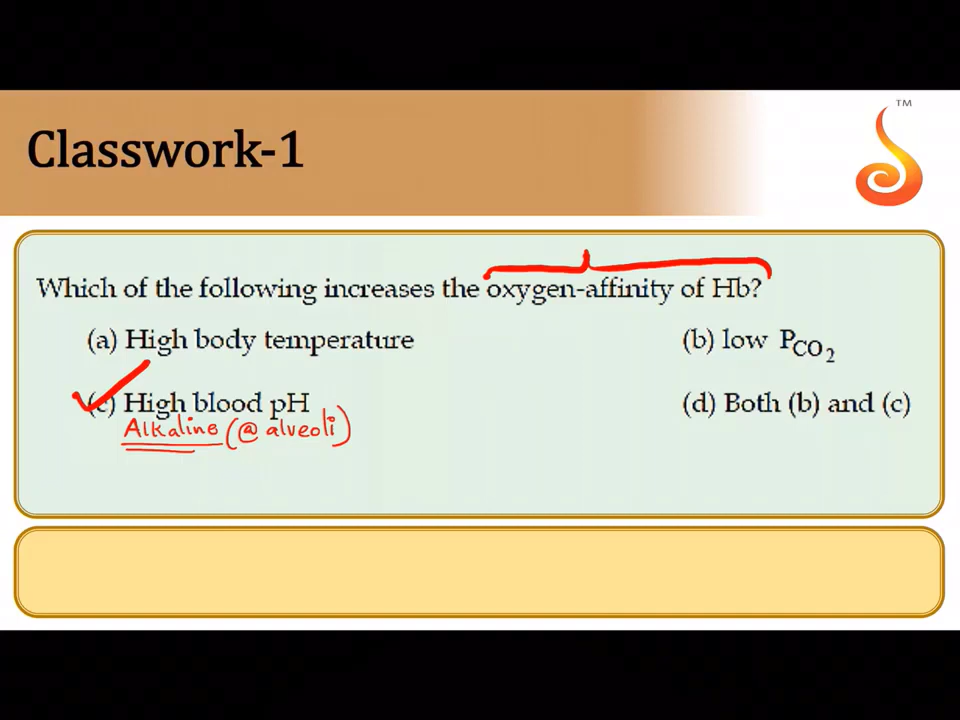 Classwork-1
TM
Which of the following increases the oxygen-affinity of Hb?
(a) High body temperature
(b) low PCO2
(c) High blood pH
(d) Both (b) and (c)
Alkaline (@ alveoli)